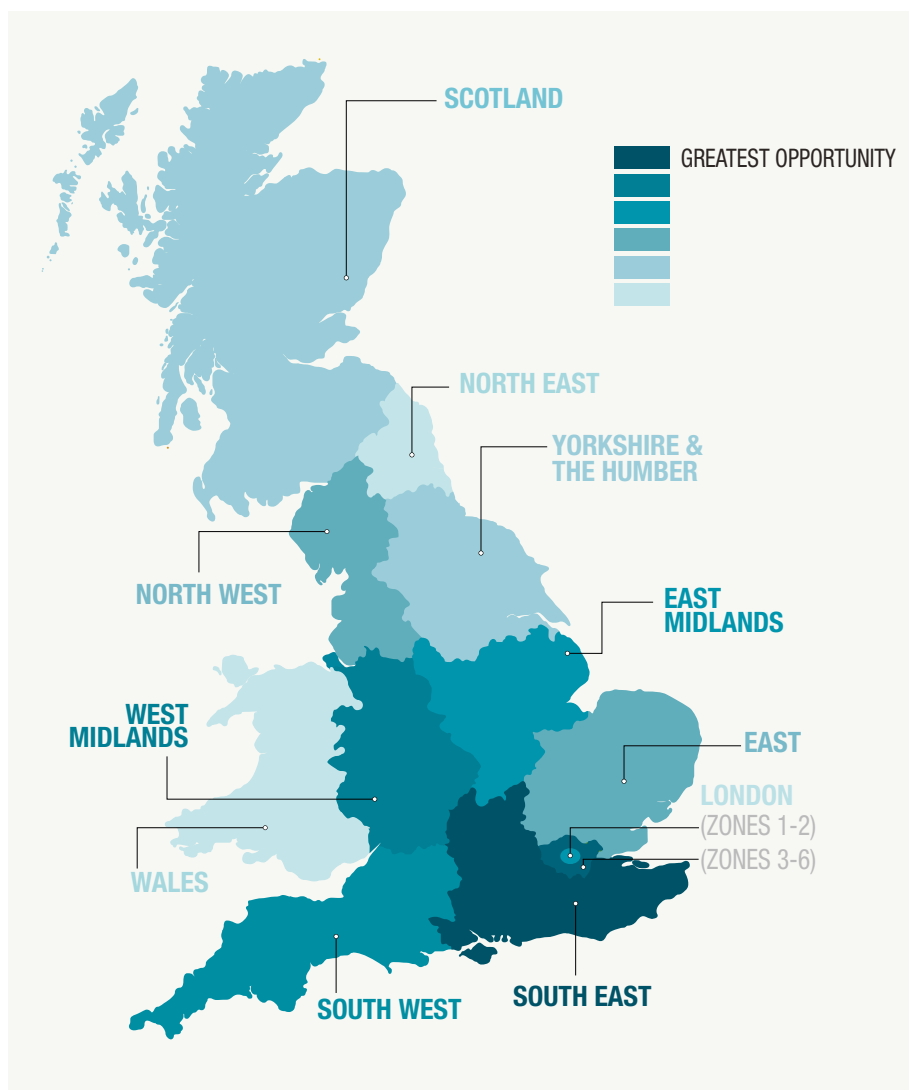 SCOTLAND
GREATEST OPPORTUNITY
NORTH EAST
YORKSHIRE &
THE HUMBER
NORTH WEST
EAST
MIDLANDS
WEST
MIDLANDS
EAST
LONDON
(ZONES 1-2)
(ZONES 3-6)
WALES
SOUTH WEST
SOUTH EAST